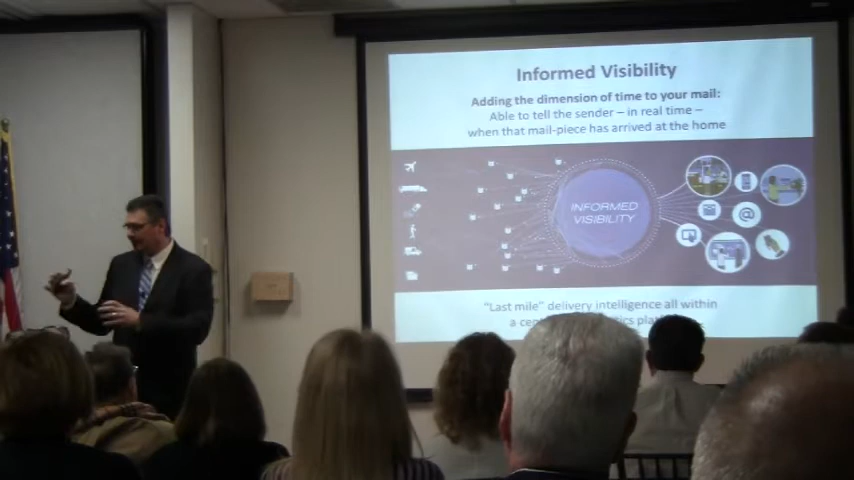 Informed Visibility
Adding the dimension of time to your mail:
Able to tell the sender – in real time –
when that mail-piece has arrived at the home
INFORMED
VISIBILITY
@
"Last mile" delivery intelligence all within
a